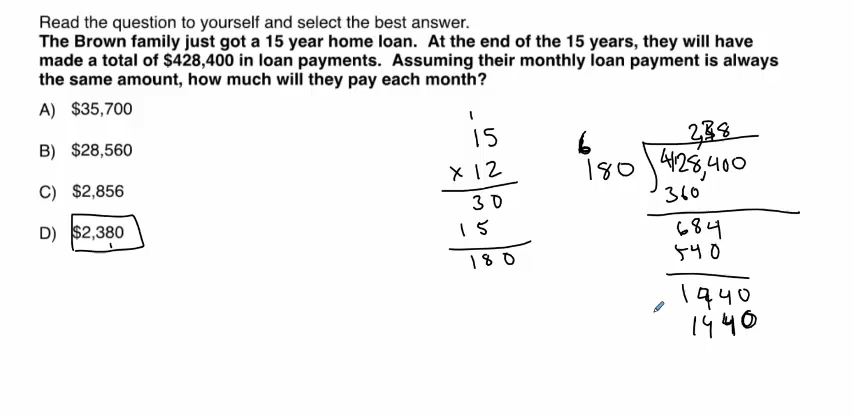 Read the question to yourself and select the best answer.
The Brown family just got a 15 year home loan. At the end of the 15 years, they will have
made a total of $428,400 in loan payments. Assuming their monthly loan payment is always
the same amount, how much will they pay each month?
A) $35,700
B) $28,560
C) $2,856
D) $2,380
1
15
x 12
30
15
180
6
180 428,400
360
684
540
1440
1440